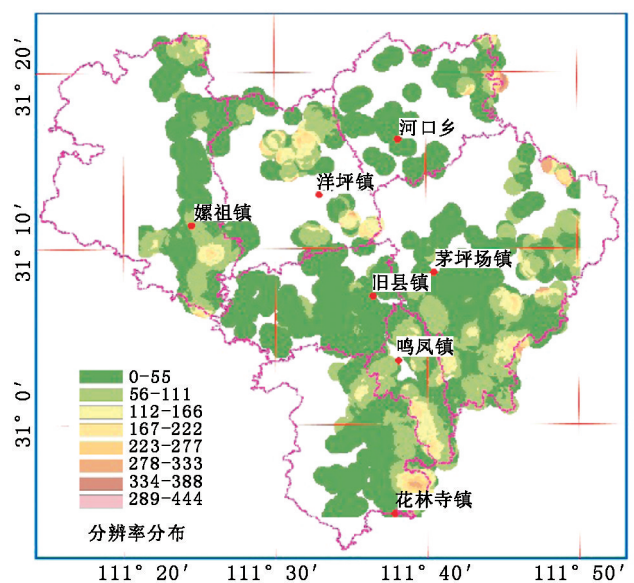 31° 20′
河口乡
洋坪镇
嫘祖镇
31° 10′
茅坪场镇
旧县镇
鸣凤镇
31° 0′
0-55
56-111
112-166
167-222
223-277
278-333
334-388
289-444
花林寺镇
分辨率分布
111° 20′ 111° 30′ 111° 40′ 111° 50′